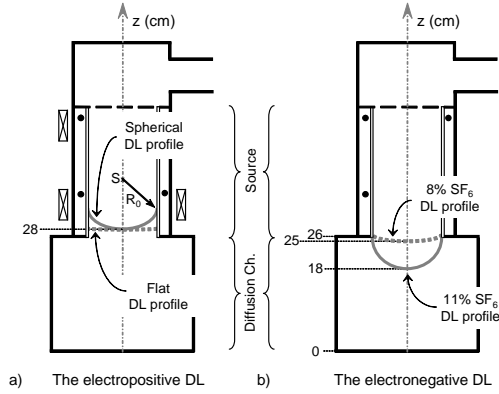 z (cm)
Spherical
DL profile
S
R0
28
Flat
DL profile
a) The electropositive DL
Source
Diffusion Ch.
z (cm)
8% SF6
DL profile
26
25
18
11% SF6
DL profile
0
b) The electronegative DL